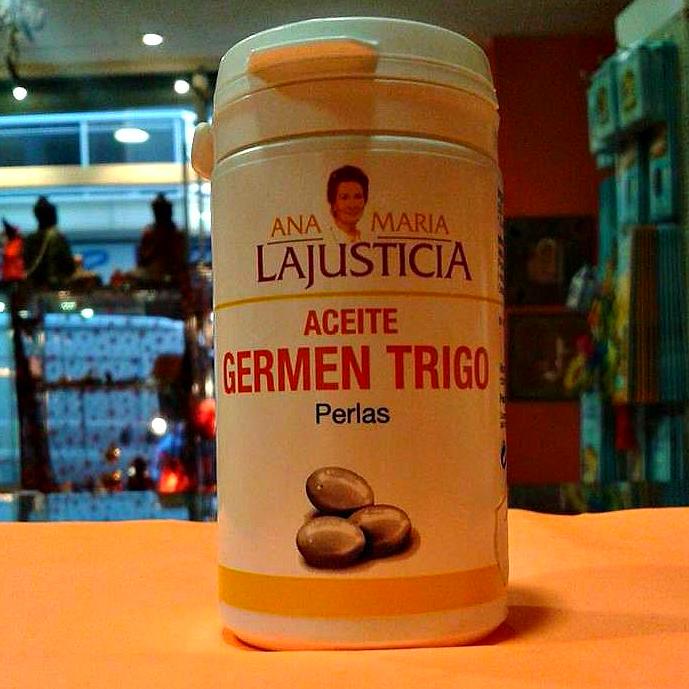 ANA MARIA
LAJUSTICIA
ACEITE
GERMEN TRIGO
Perlas